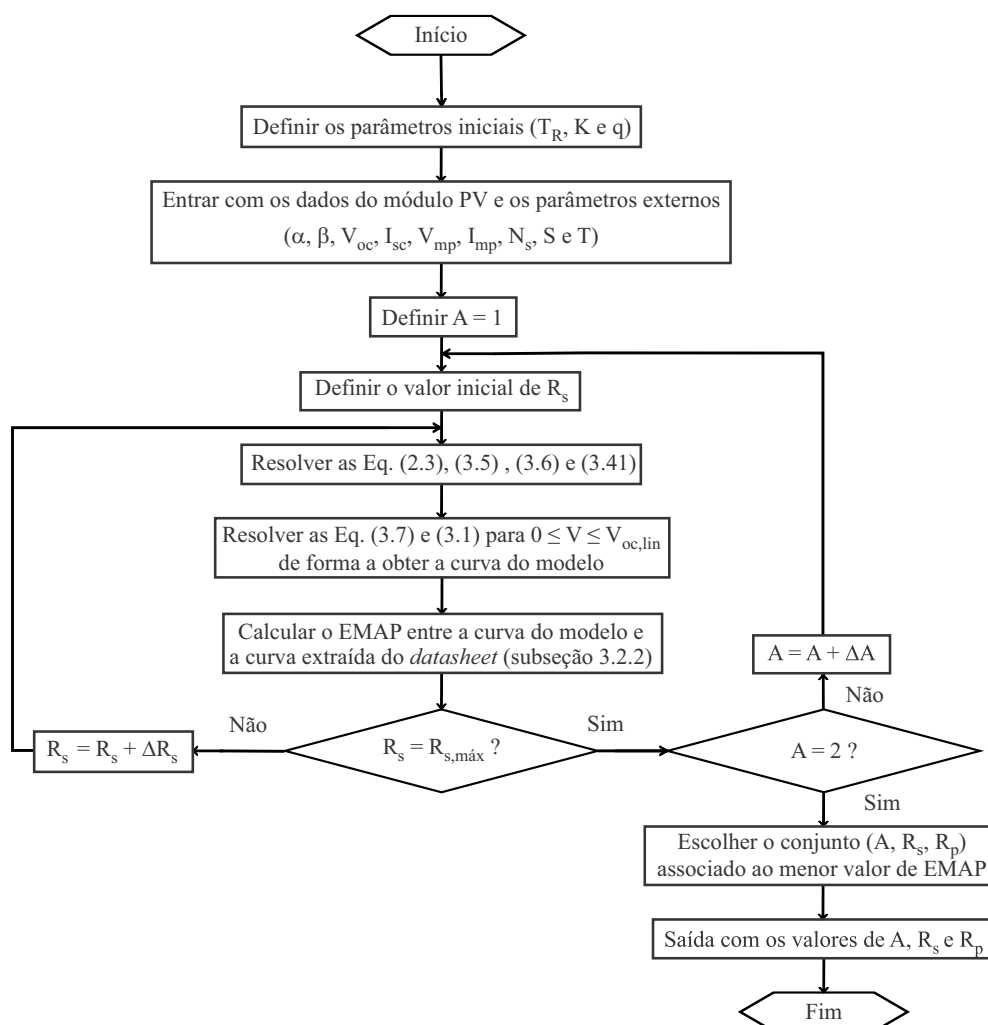 Início
Definir os parâmetros iniciais (T_R, K e q)
Entrar com os dados do módulo PV e os parâmetros externos
(α, β, V_oc, I_sc, V_mp, I_mp, N_s, S e T)
Definir A = 1
Definir o valor inicial de R_s
Resolver as Eq. (2.3), (3.5) , (3.6) e (3.41)
Resolver as Eq. (3.7) e (3.1) para 0 ≤ V ≤ V_oc,lin
de forma a obter a curva do modelo
Calcular o EMAP entre a curva do modelo e
a curva extraída do datasheet (subseção 3.2.2)
R_s = R_s,máx ?
Não
R_s = R_s + ΔR_s
Sim
A = 2 ?
Não
A = A + ΔA
Sim
Escolher o conjunto (A, R_s, R_p)
associado ao menor valor de EMAP
Saída com os valores de A, R_s e R_p
Fim